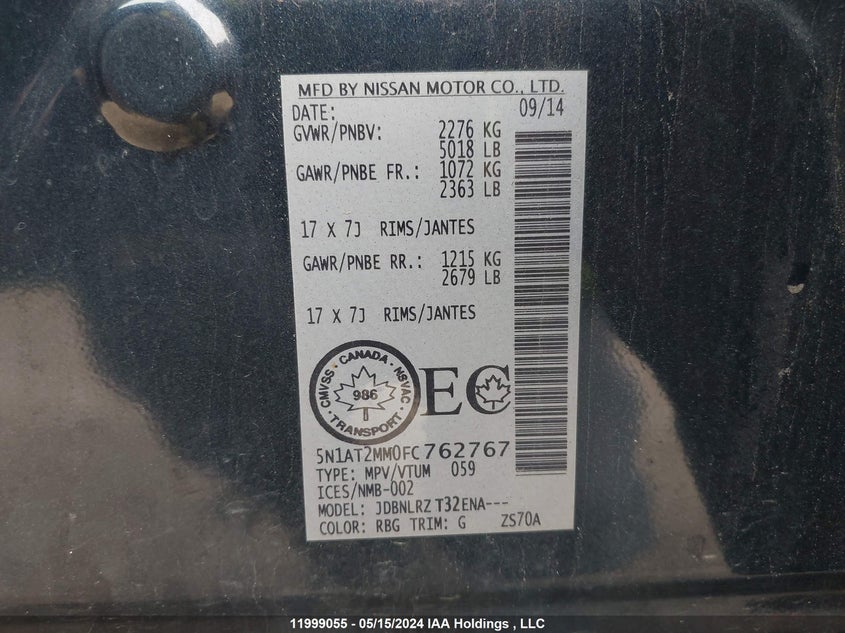 MFD BY NISSAN MOTOR CO., LTD.
DATE: 09/14
GVWR/PNBV: 2276 KG
5018 LB
GAWR/PNBE FR.: 1072 KG
2363 LB
17 X 7J RIMS/JANTES
GAWR/PNBE RR.: 1215 KG
2679 LB
17 X 7J RIMS/JANTES
CMVSS · CANADA · NSVAC · TRANSPORT ·
986
EC
5N1AT2MM0FC762767
TYPE: MPV/VTUM 059
ICES/NMB-002
MODEL: JDBNLRZ T32ENA---
COLOR: RBG TRIM: G ZS70A
11999055 - 05/15/2024 IAA Holdings , LLC